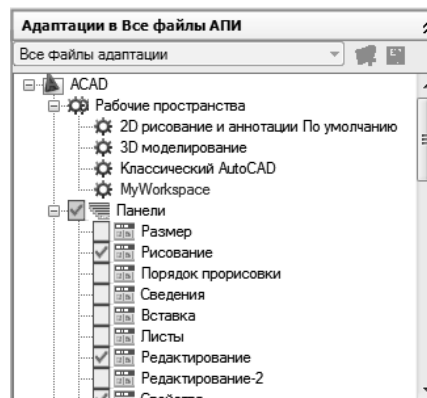 Адаптации в Все файлы АПИ
Все файлы адаптации
ACAD
Рабочие пространства
2D рисование и аннотации По умолчанию
3D моделирование
Классический AutoCAD
MyWorkspace
Панели
Размер
Рисование
Порядок прорисовки
Сведения
Вставка
Листы
Редактирование
Редактирование-2